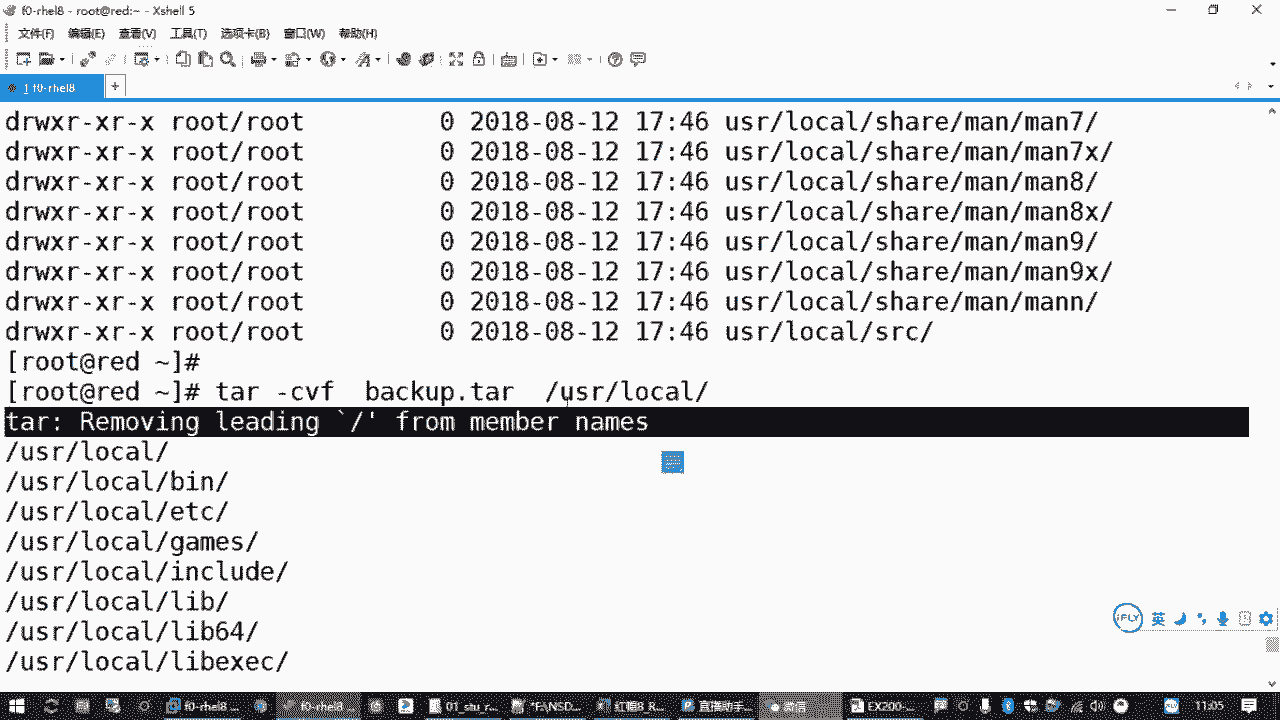 f0-rhel8 - root@red:~ - Xshell 5
文件(F) 编辑(E) 查看(V) 工具(T) 选项卡(B) 窗口(W) 帮助(H)
1 f0-rhel8
drwxr-xr-x root/root 0 2018-08-12 17:46 usr/local/share/man/man7/
drwxr-xr-x root/root 0 2018-08-12 17:46 usr/local/share/man/man7x/
drwxr-xr-x root/root 0 2018-08-12 17:46 usr/local/share/man/man8/
drwxr-xr-x root/root 0 2018-08-12 17:46 usr/local/share/man/man8x/
drwxr-xr-x root/root 0 2018-08-12 17:46 usr/local/share/man/man9/
drwxr-xr-x root/root 0 2018-08-12 17:46 usr/local/share/man/man9x/
drwxr-xr-x root/root 0 2018-08-12 17:46 usr/local/share/man/mann/
drwxr-xr-x root/root 0 2018-08-12 17:46 usr/local/src/
[root@red ~]#
[root@red ~]# tar -cvf  backup.tar  /usr/local/
tar: Removing leading `/' from member names
/usr/local/
/usr/local/bin/
/usr/local/etc/
/usr/local/games/
/usr/local/include/
/usr/local/lib/
/usr/local/lib64/
/usr/local/libexec/
iFLY 英
f0-rhel8 ... f0-rhel8... 01_stu_r... *F:\NSD... 红帽8_R... 直播助手... 微信 EX200-... 11:05